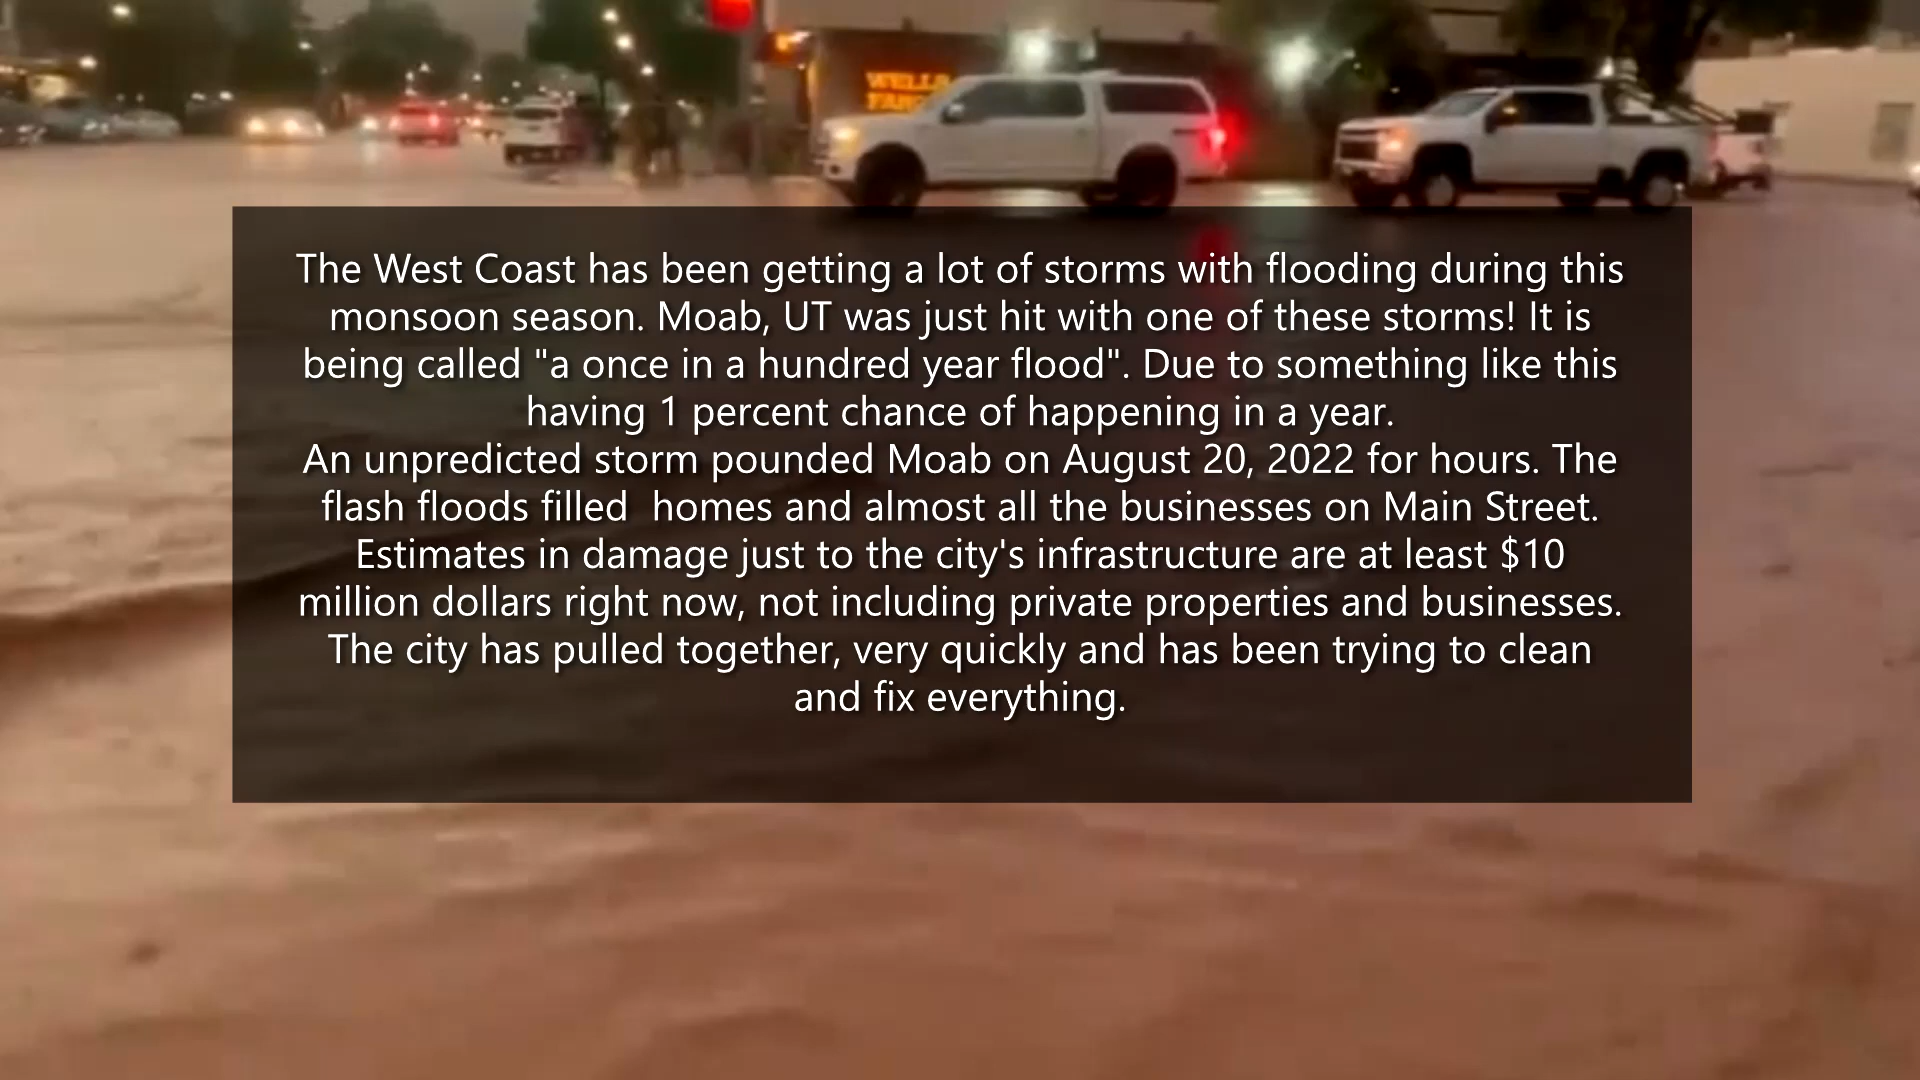 WELLS
The West Coast has been getting a lot of storms with flooding during this
monsoon season. Moab, UT was just hit with one of these storms! It is
being called "a once in a hundred year flood". Due to something like this
having 1 percent chance of happening in a year.
An unpredicted storm pounded Moab on August 20, 2022 for hours. The
flash floods filled  homes and almost all the businesses on Main Street.
Estimates in damage just to the city's infrastructure are at least $10
million dollars right now, not including private properties and businesses.
The city has pulled together, very quickly and has been trying to clean
and fix everything.